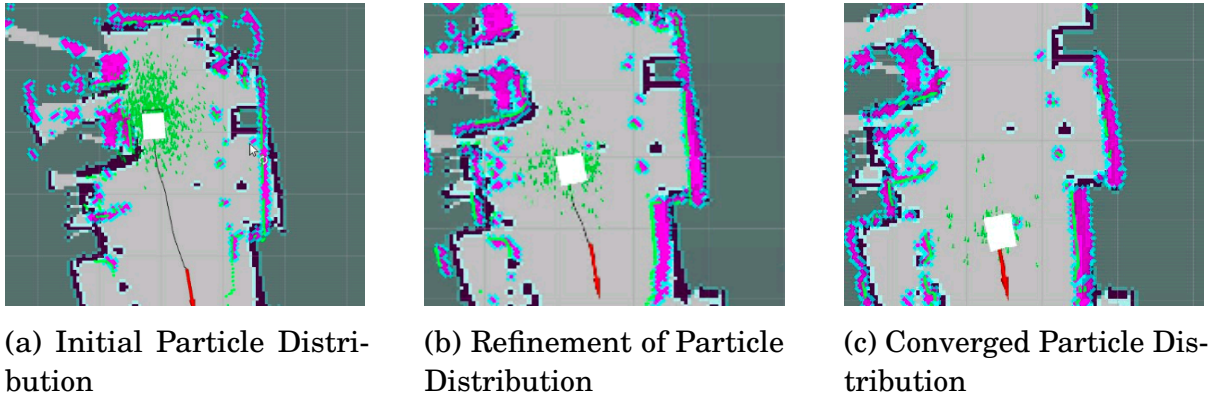 (a) Initial Particle Distri-
bution
(b) Refinement of Particle
Distribution
(c) Converged Particle Dis-
tribution